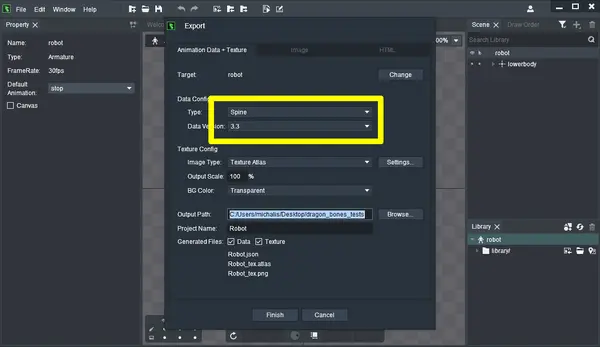 File Edit Window Help
Welcome
Property
Name: robot
Type: Armature
FrameRate: 30fps
Default Animation: stop
Canvas
Export
Animation Data + Texture Image HTML
Target: robot Change
Data Config
Type: Spine
Data Version: 3.3
Texture Config
Image Type: Texture Atlas Settings...
Output Scale: 100 %
BG Color: Transparent
Output Path: C:/Users/michalis/Desktop/dragon_bones_tests Browse...
Project Name: Robot
Generated Files: Data Texture
Robot.json
Robot_tex.atlas
Robot_tex.png
Finish Cancel
00%
Scene Draw Order
Search Library
robot
lowerbody
Library
robot
library/